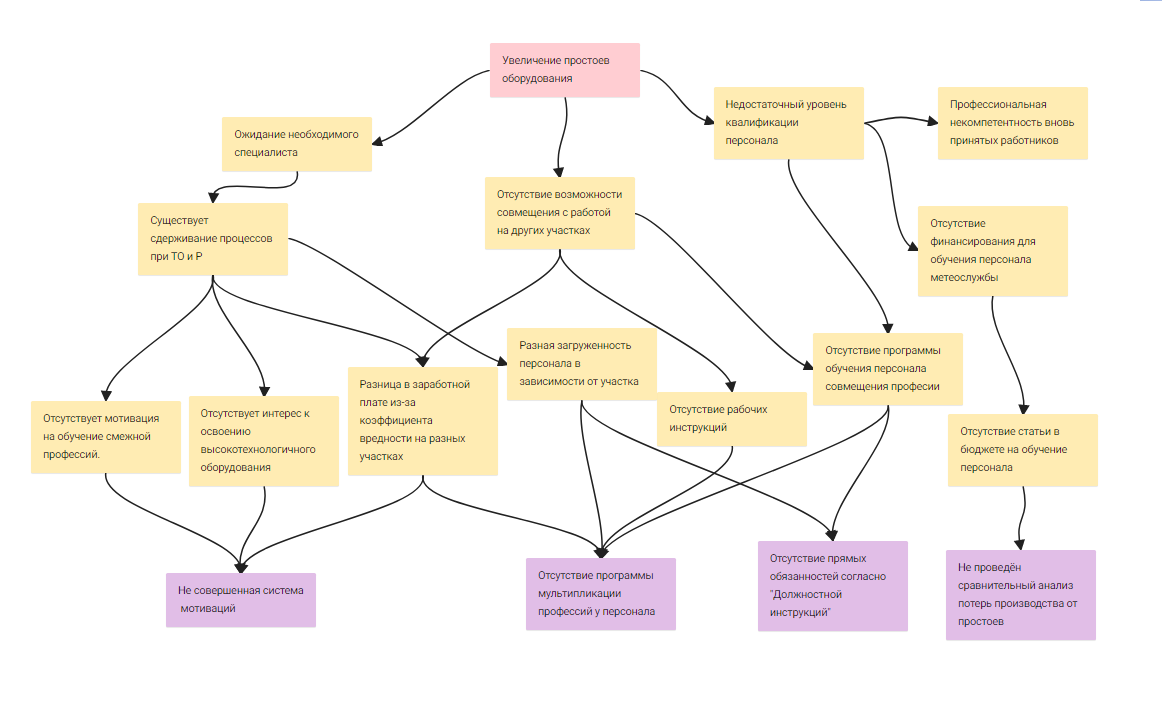 Увеличение простоев
оборудования
Недостаточный уровень
квалификации
персонала
Профессиональная
некомпетентность вновь
принятых работников
Ожидание необходимого
специалиста
Отсутствие возможности
совмещения с работой
на других участках
Существует
сдерживание процессов
при ТО и Р
Отсутствие
финансирования для
обучения персонала
метеослужбы
Разная загруженность
персонала в
зависимости от участка
Отсутствие программы
обучения персонала
совмещения професии
Разница в заработной
плате из-за
коэффициента
вредности на разных
участках
Отсутствие рабочих
инструкций
Отсутствует мотивация
на обучение смежной
профессий.
Отсутствует интерес к
освоению
высокотехнологичного
оборудования
Отсутствие статьи в
бюджете на обучение
персонала
Не совершенная система
мотиваций
Отсутствие программы
мультипликации
профессий у персонала
Отсутствие прямых
обязанностей согласно
"Должностной
инструкций"
Не проведён
сравнительный анализ
потерь производства от
простоев